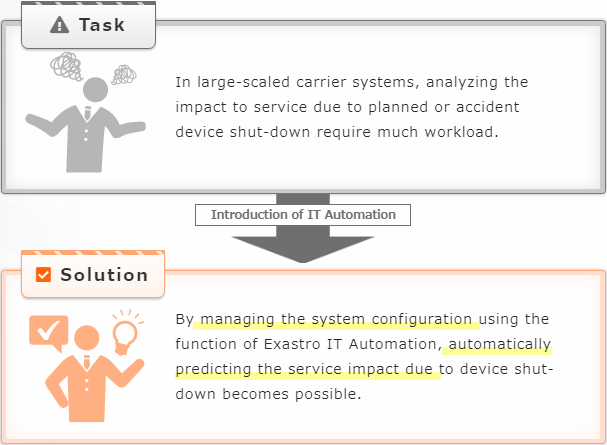 Task
In large-scaled carrier systems, analyzing the
impact to service due to planned or accident
device shut-down require much workload.
Introduction of IT Automation
Solution
By managing the system configuration using the
function of Exastro IT Automation, automatically
predicting the service impact due to device shut-
down becomes possible.